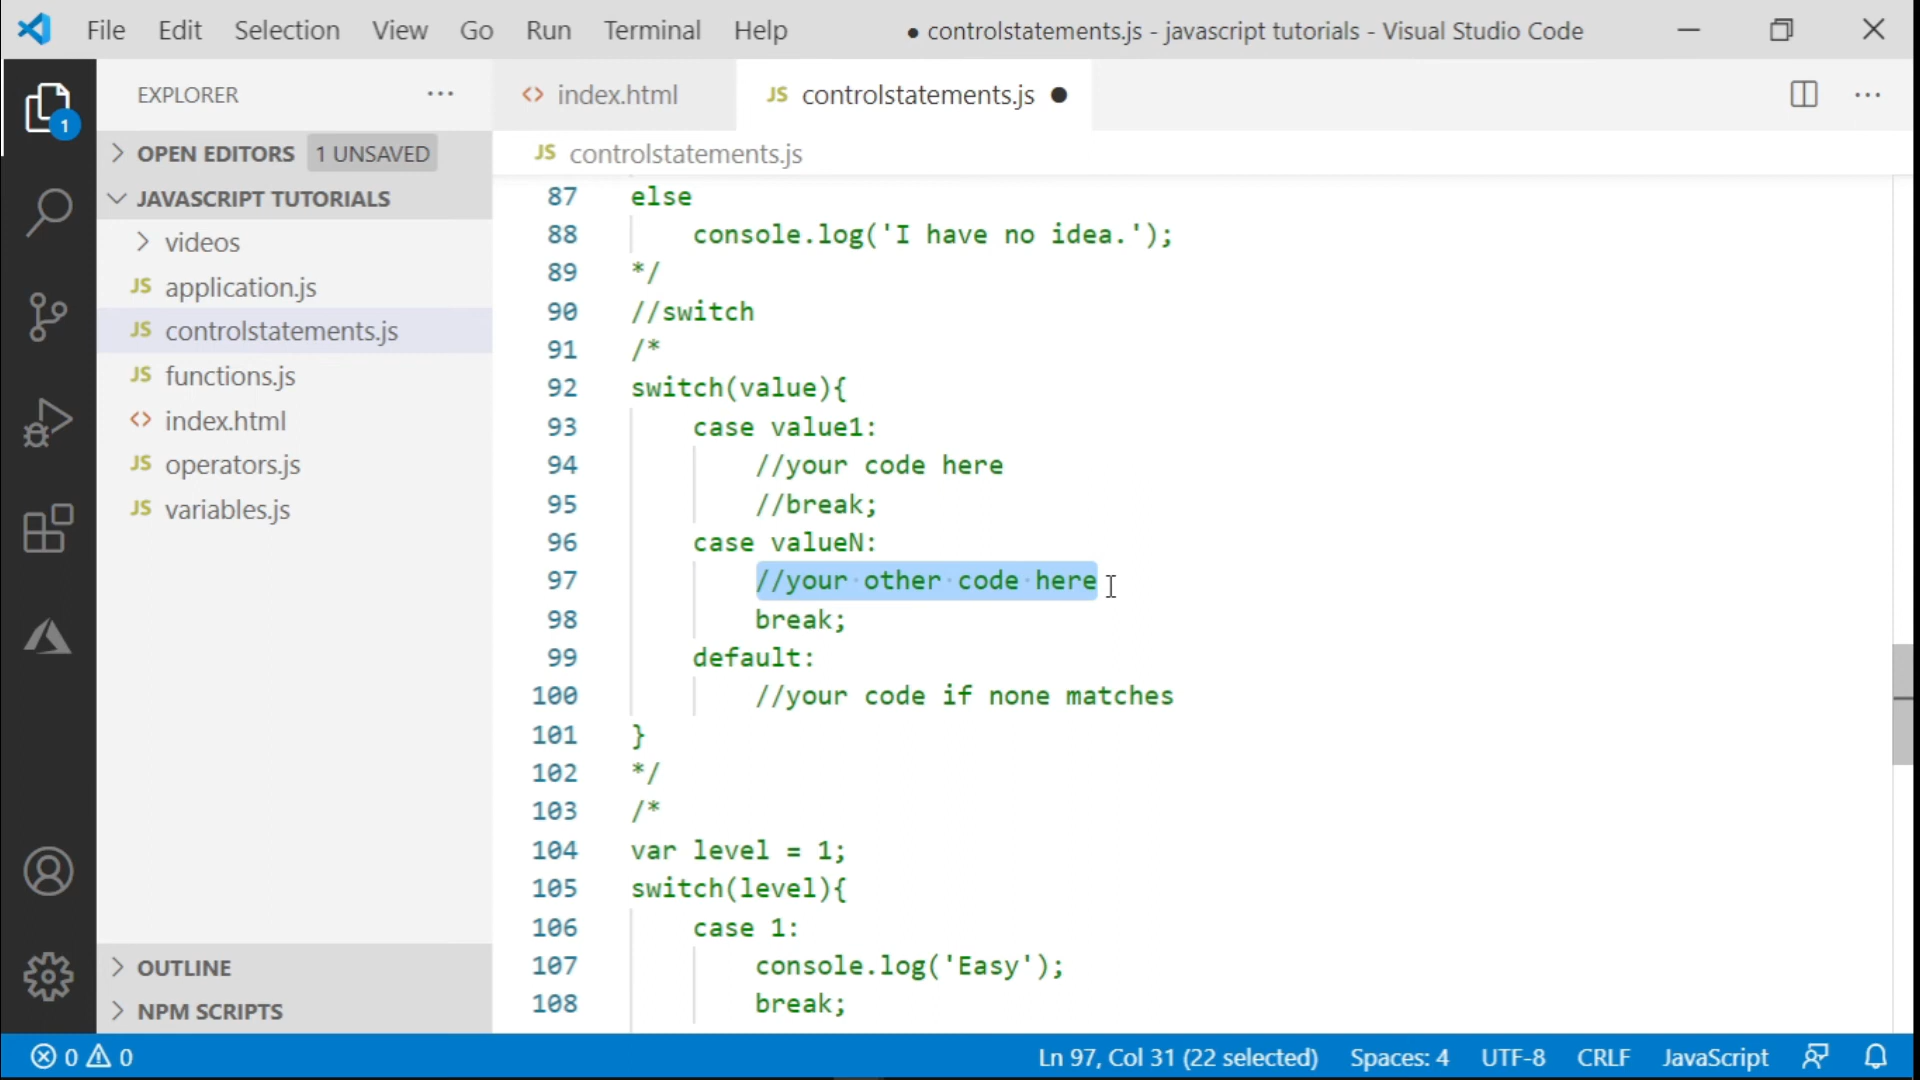 File Edit Selection View Go Run Terminal Help ● controlstatements.js - javascript tutorials - Visual Studio Code
EXPLORER ···
<> index.html
JS controlstatements.js ●
···
1
OPEN EDITORS 1 UNSAVED
JAVASCRIPT TUTORIALS
videos
JS application.js
JS controlstatements.js
JS functions.js
<> index.html
JS operators.js
JS variables.js
OUTLINE
NPM SCRIPTS
JS controlstatements.js
87 else
88 console.log('I have no idea.');
89 */
90 //switch
91 /*
92 switch(value){
93 case value1:
94 //your code here
95 //break;
96 case valueN:
97 //your·other·code·here
98 break;
99 default:
100 //your code if none matches
101 }
102 */
103 /*
104 var level = 1;
105 switch(level){
106 case 1:
107 console.log('Easy');
108 break;
0 0
Ln 97, Col 31 (22 selected) Spaces: 4 UTF-8 CRLF JavaScript